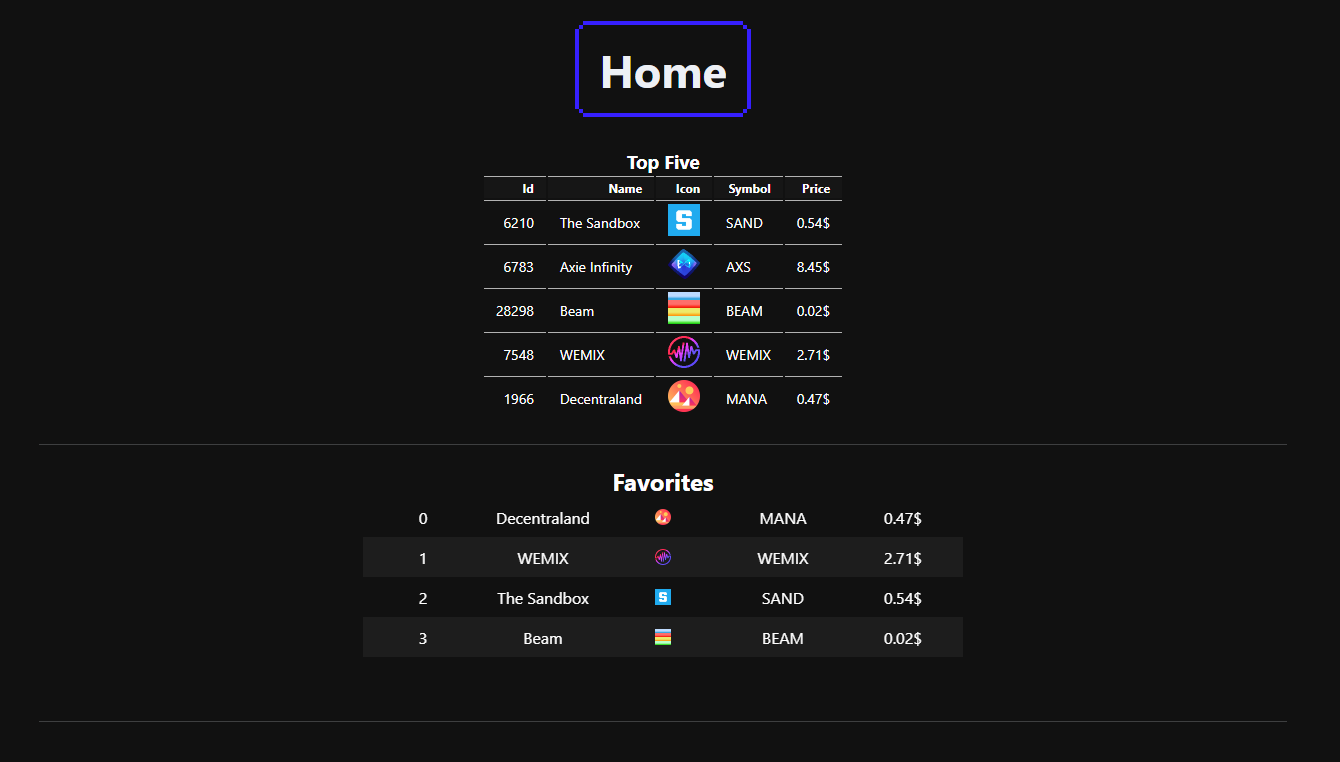 Home
Top Five
Id Name Icon Symbol Price
6210 The Sandbox S SAND 0.54$
6783 Axie Infinity AXS 8.45$
28298 Beam BEAM 0.02$
7548 WEMIX WEMIX 2.71$
1966 Decentraland MANA 0.47$
Favorites
0 Decentraland MANA 0.47$
1 WEMIX WEMIX 2.71$
2 The Sandbox S SAND 0.54$
3 Beam BEAM 0.02$